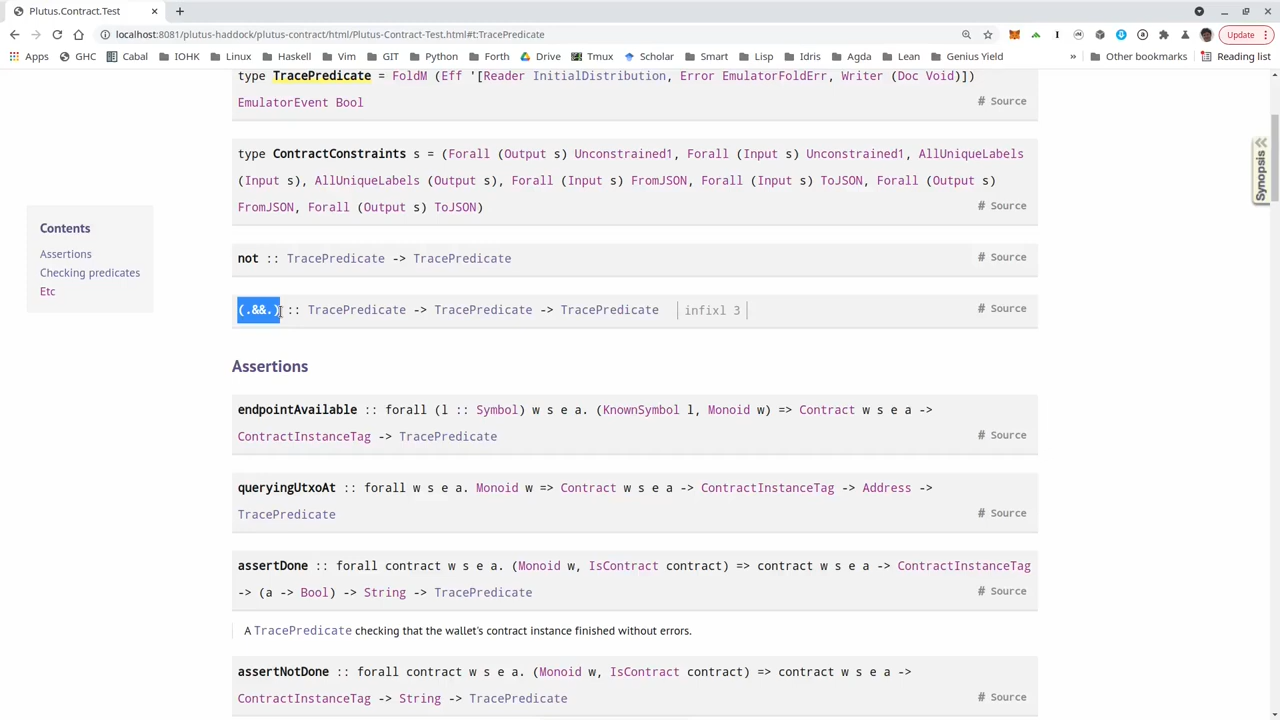 Plutus.Contract.Test
localhost:8081/plutus-haddock/plutus-contract/html/Plutus-Contract-Test.html#t:TracePredicate
Update
Apps GHC Cabal IOHK Linux Haskell Vim GIT Python Forth Drive Tmux Scholar Smart Lisp Idris Agda Lean Genius Yield » Other bookmarks Reading list
type TracePredicate = FoldM (Eff '[Reader InitialDistribution, Error EmulatorFoldErr, Writer (Doc Void)])
EmulatorEvent Bool
# Source
type ContractConstraints s = (Forall (Output s) Unconstrained1, Forall (Input s) Unconstrained1, AllUniqueLabels
(Input s), AllUniqueLabels (Output s), Forall (Input s) FromJSON, Forall (Input s) ToJSON, Forall (Output s)
FromJSON, Forall (Output s) ToJSON)
# Source
Synopsis
Contents
Assertions
Checking predicates
Etc
not :: TracePredicate -> TracePredicate
# Source
(.&&.) :: TracePredicate -> TracePredicate -> TracePredicate infixl 3
# Source
Assertions
endpointAvailable :: forall (l :: Symbol) w s e a. (KnownSymbol l, Monoid w) => Contract w s e a ->
ContractInstanceTag -> TracePredicate
# Source
queryingUtxoAt :: forall w s e a. Monoid w => Contract w s e a -> ContractInstanceTag -> Address ->
TracePredicate
# Source
assertDone :: forall contract w s e a. (Monoid w, IsContract contract) => contract w s e a -> ContractInstanceTag
-> (a -> Bool) -> String -> TracePredicate
# Source
A TracePredicate checking that the wallet's contract instance finished without errors.
assertNotDone :: forall contract w s e a. (Monoid w, IsContract contract) => contract w s e a ->
ContractInstanceTag -> String -> TracePredicate
# Source